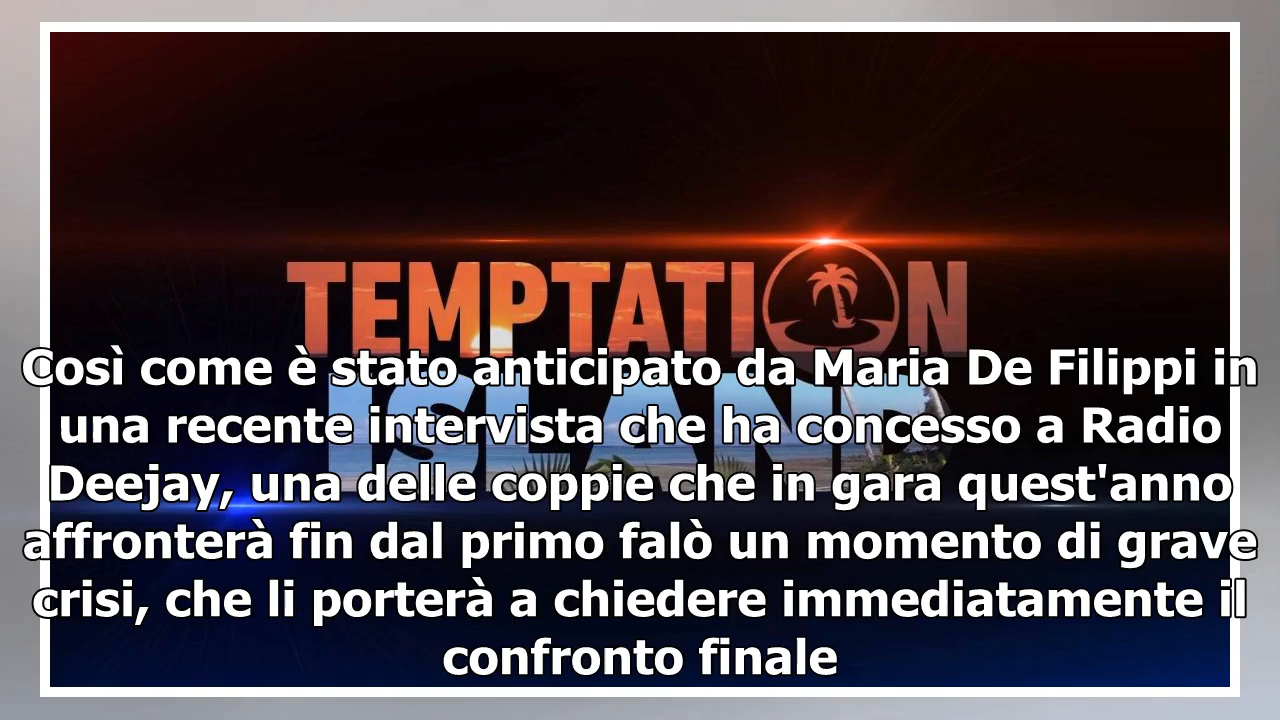 TEMPTATION
ISLAND
Così come è stato anticipato da Maria De Filippi in
una recente intervista che ha concesso a Radio
Deejay, una delle coppie che in gara quest'anno
affronterà fin dal primo falò un momento di grave
crisi, che li porterà a chiedere immediatamente il
confronto finale